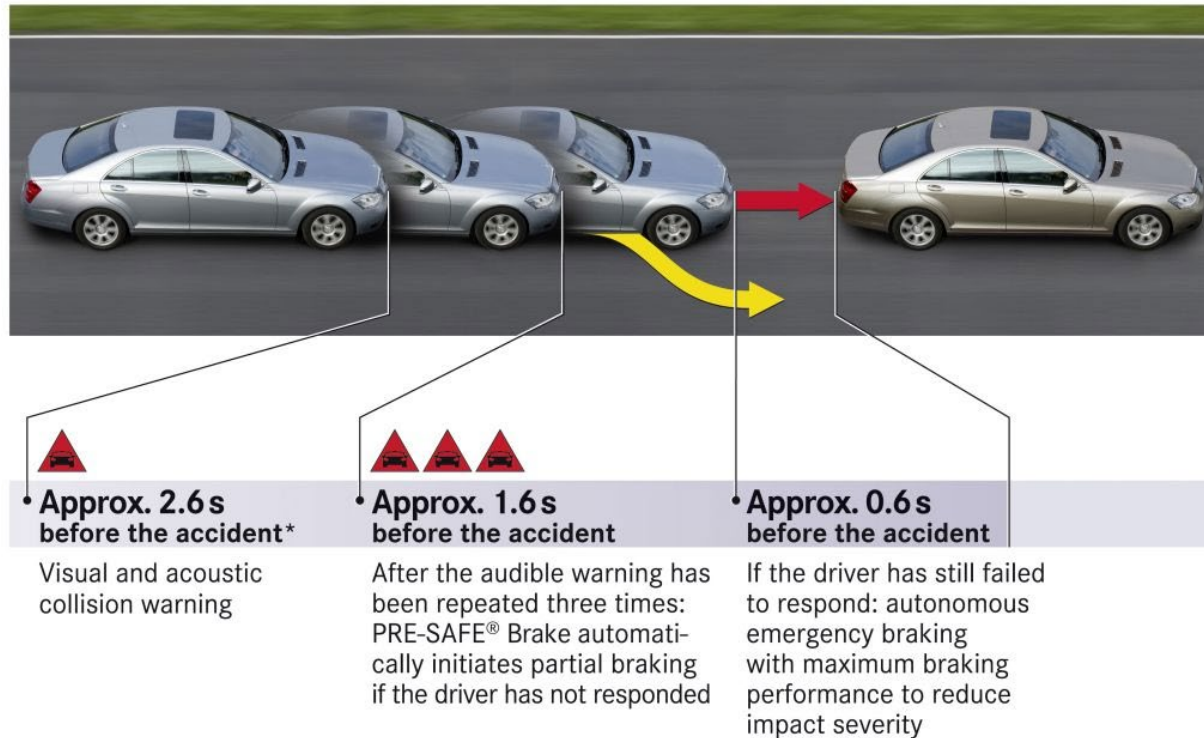 Approx. 2.6 s
before the accident*
Visual and acoustic
collision warning
Approx. 1.6 s
before the accident
After the audible warning has
been repeated three times:
PRE-SAFE® Brake automati-
cally initiates partial braking
if the driver has not responded
Approx. 0.6 s
before the accident
If the driver has still failed
to respond: autonomous
emergency braking
with maximum braking
performance to reduce
impact severity